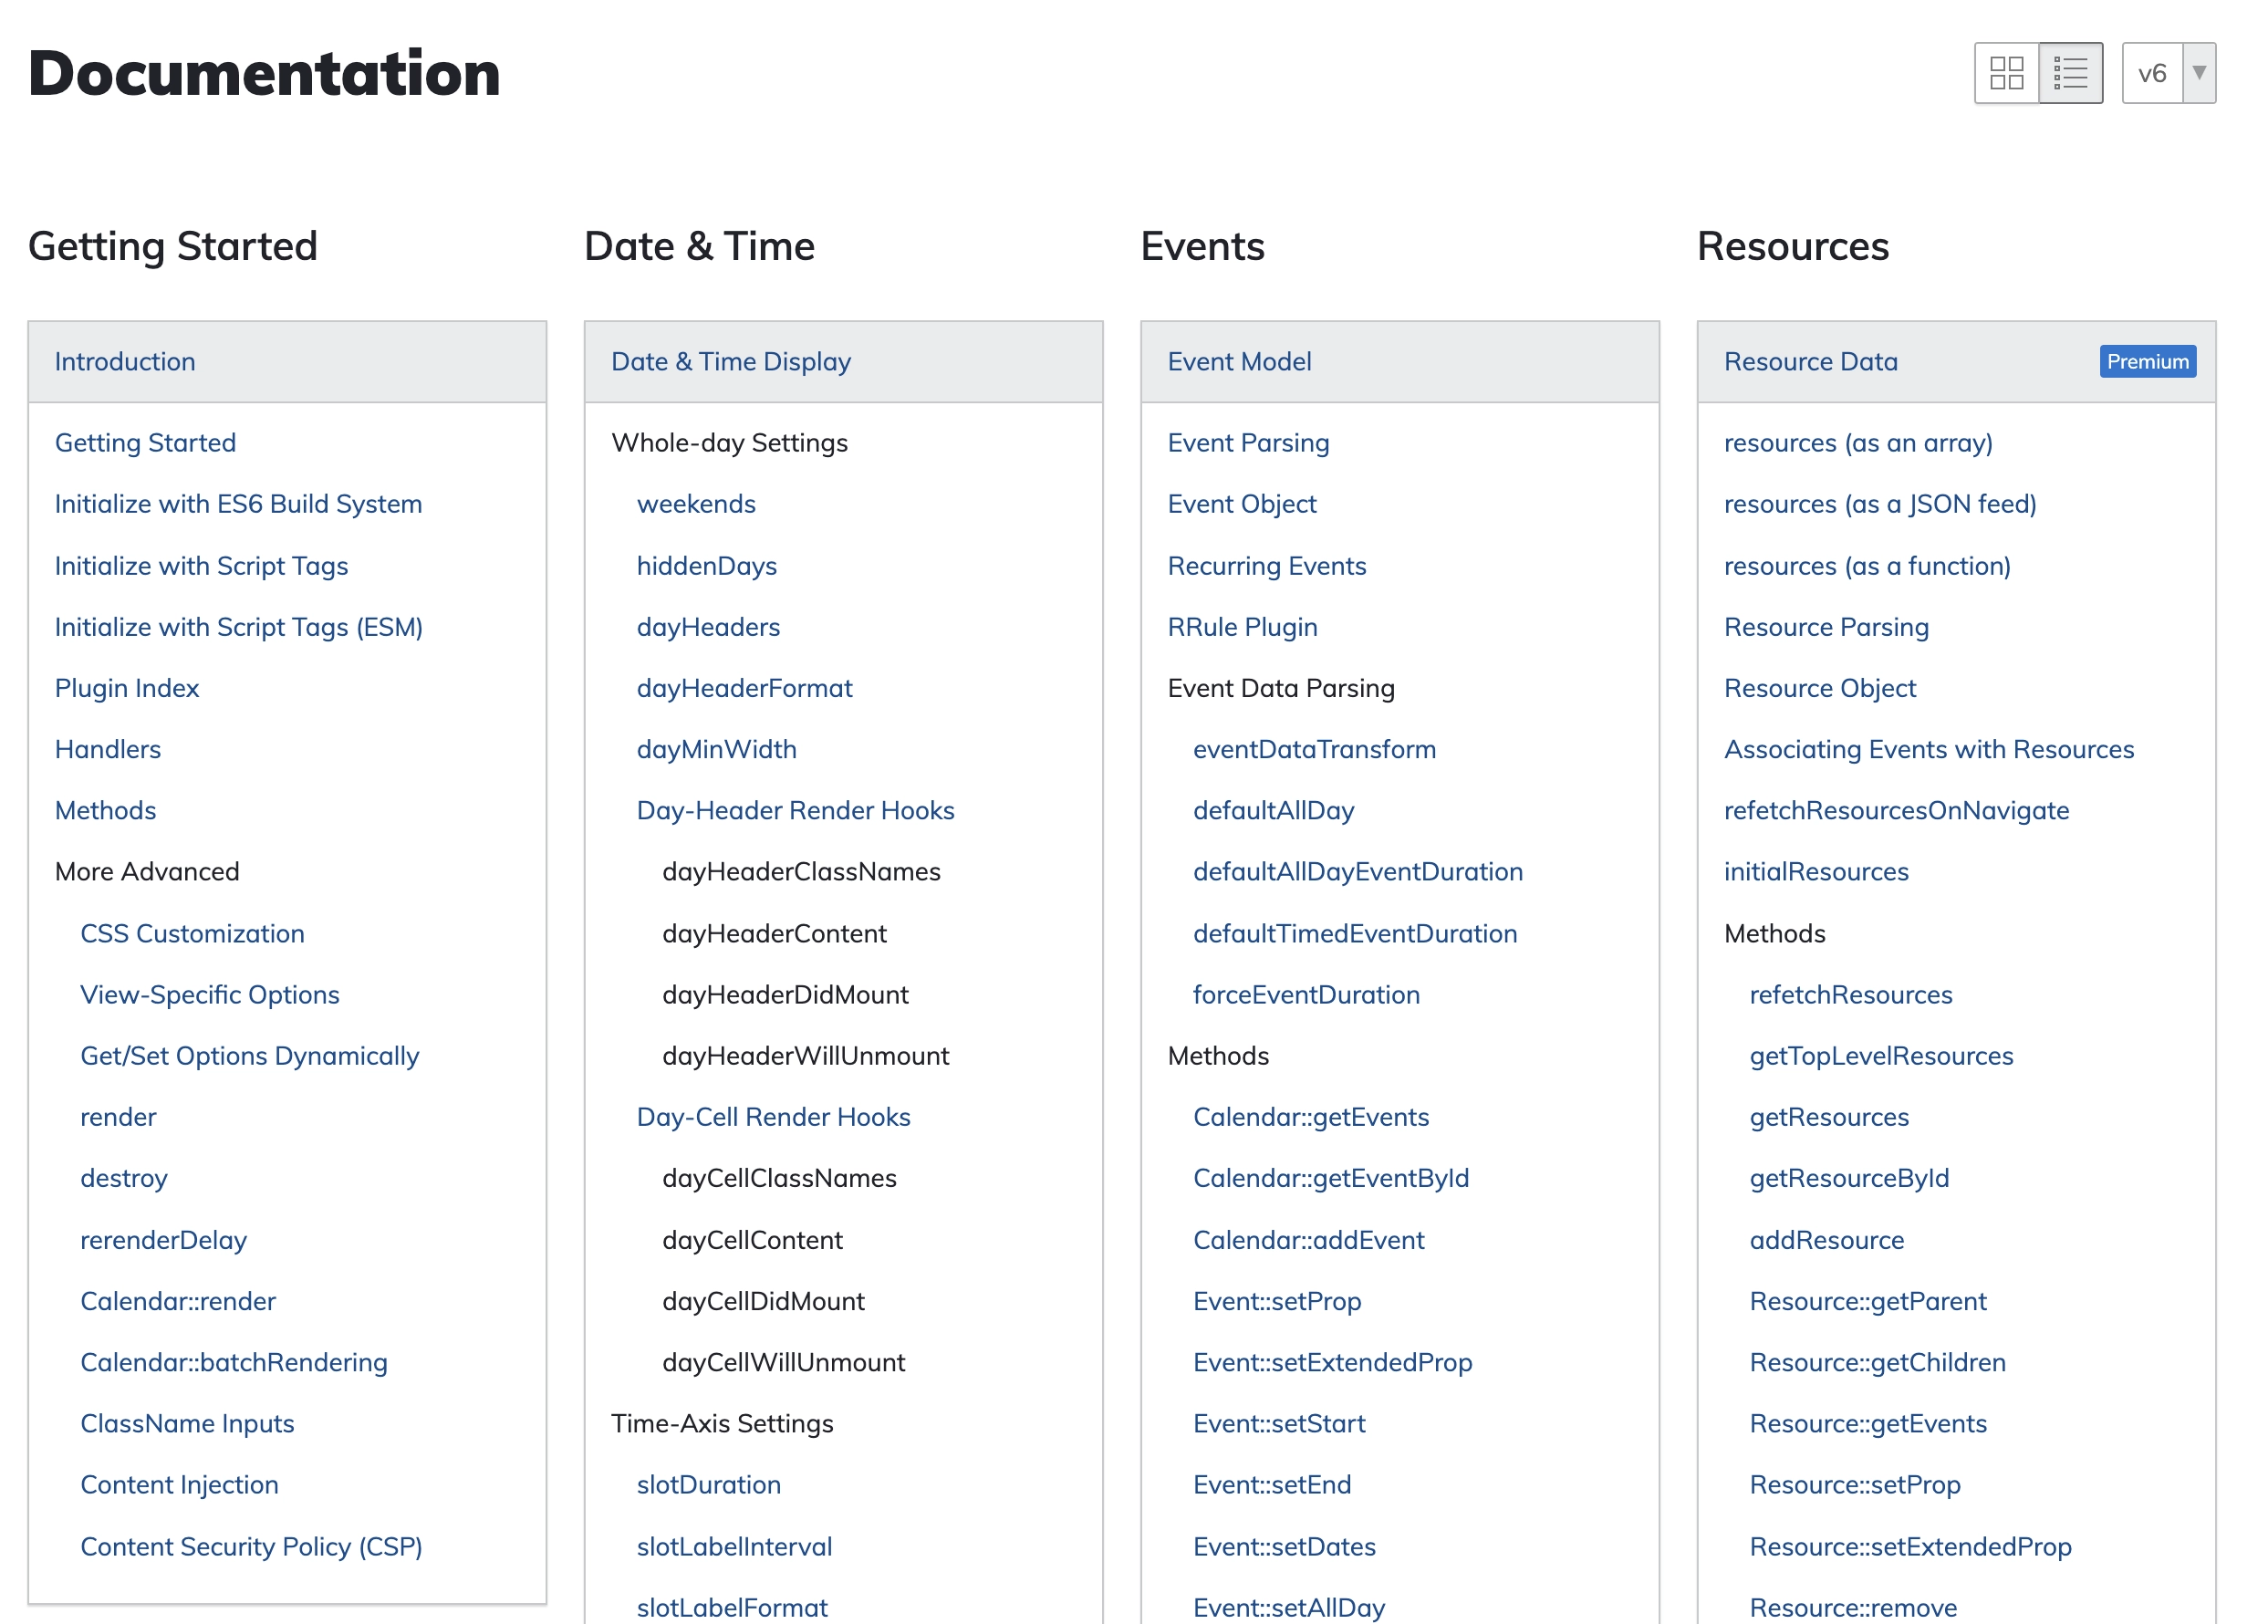 Documentation
v6
Getting Started
Introduction
Getting Started
Initialize with ES6 Build System
Initialize with Script Tags
Initialize with Script Tags (ESM)
Plugin Index
Handlers
Methods
More Advanced
CSS Customization
View-Specific Options
Get/Set Options Dynamically
render
destroy
rerenderDelay
Calendar::render
Calendar::batchRendering
ClassName Inputs
Content Injection
Content Security Policy (CSP)
Date & Time
Date & Time Display
Whole-day Settings
weekends
hiddenDays
dayHeaders
dayHeaderFormat
dayMinWidth
Day-Header Render Hooks
dayHeaderClassNames
dayHeaderContent
dayHeaderDidMount
dayHeaderWillUnmount
Day-Cell Render Hooks
dayCellClassNames
dayCellContent
dayCellDidMount
dayCellWillUnmount
Time-Axis Settings
slotDuration
slotLabelInterval
slotLabelFormat
Events
Event Model
Event Parsing
Event Object
Recurring Events
RRule Plugin
Event Data Parsing
eventDataTransform
defaultAllDay
defaultAllDayEventDuration
defaultTimedEventDuration
forceEventDuration
Methods
Calendar::getEvents
Calendar::getEventById
Calendar::addEvent
Event::setProp
Event::setExtendedProp
Event::setStart
Event::setEnd
Event::setDates
Event::setAllDay
Resources
Resource Data Premium
resources (as an array)
resources (as a JSON feed)
resources (as a function)
Resource Parsing
Resource Object
Associating Events with Resources
refetchResourcesOnNavigate
initialResources
Methods
refetchResources
getTopLevelResources
getResources
getResourceById
addResource
Resource::getParent
Resource::getChildren
Resource::getEvents
Resource::setProp
Resource::setExtendedProp
Resource::remove